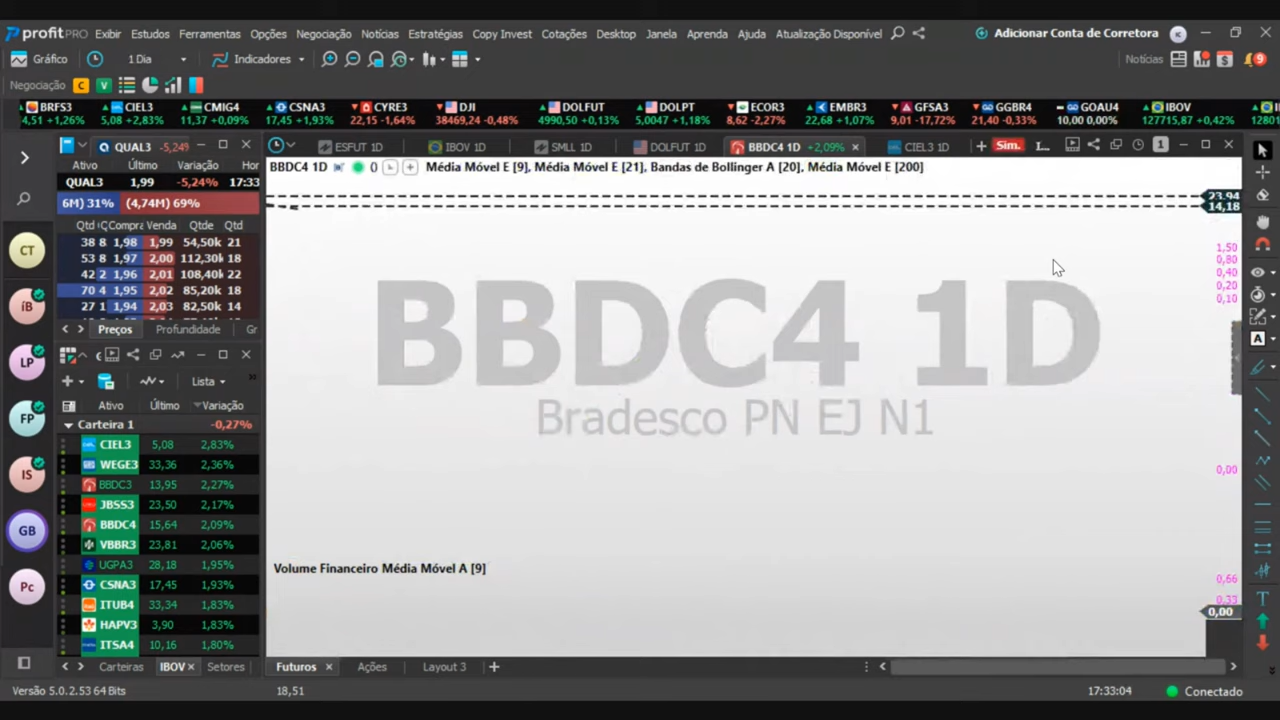 profitPRO Exibir Estudos Ferramentas Opções Negociação Notícias Estratégias Copy Invest Cotações Desktop Janela Aprenda Ajuda Atualização Disponível Adicionar Conta de Corretora
Gráfico 1 Dia Indicadores Notícias 9
Negociação C V
BRFS3 CIEL3 CMIG4 CSNA3 CYRE3 DJI DOLFUT DOLPT ECOR3 EMBR3 GFSA3 GGBR4 GOAU4 IBOV
4,51 +1,26% 5,08 +2,83% 11,37 +0,09% 17,45 +1,93% 22,15 -1,64% 38469,24 -0,48% 4990,50 +0,13% 5,0047 +1,18% 8,62 -2,27% 22,68 +1,07% 9,01 -17,72% 21,40 -0,33% 10,00 0,00% 127715,87 +0,42%
QUAL3 -5,24% ESFUT 1D IBOV 1D SMLL 1D DOLFUT 1D BBDC4 1D +2,09% CIEL3 1D Sim. 1
Ativo Último Variação Hor
QUAL3 1,99 -5,24% 17:33
BBDC4 1D () Média Móvel E [9], Média Móvel E [21], Bandas de Bollinger A [20], Média Móvel E [200]
6M) 31% (4,74M) 69%
Qtd Compra Venda Qtde Qtd
38 8 1,98 1,99 54,50k 21
53 8 1,97 2,00 112,30k 18
42 2 1,96 2,01 108,40k 22
70 4 1,95 2,02 85,20k 18
27 1 1,94 2,03 82,50k 14
Preços Profundidade Gr
Lista
Ativo Último Variação
Carteira 1 -0,27%
CIEL3 5,08 2,83%
WEGE3 33,36 2,36%
BBDC3 13,95 2,27%
JBSS3 23,50 2,17%
BBDC4 15,64 2,09%
VBBR3 23,81 2,06%
UGPA3 28,18 1,95%
CSNA3 17,45 1,93%
ITUB4 33,34 1,83%
HAPV3 3,90 1,83%
ITSA4 10,16 1,80%
Carteiras IBOV Setores
CT
iB
LP
FP
IS
GB
Pc
BBDC4 1D
Bradesco PN EJ N1
Volume Financeiro Média Móvel A [9]
23,94
14,18
1,50
0,80
0,40
0,20
0,10
0,00
0,66
0,33
0,00
A
T
Futuros Ações Layout 3
Versão 5.0.2.53 64 Bits 18,51 17:33:04 Conectado